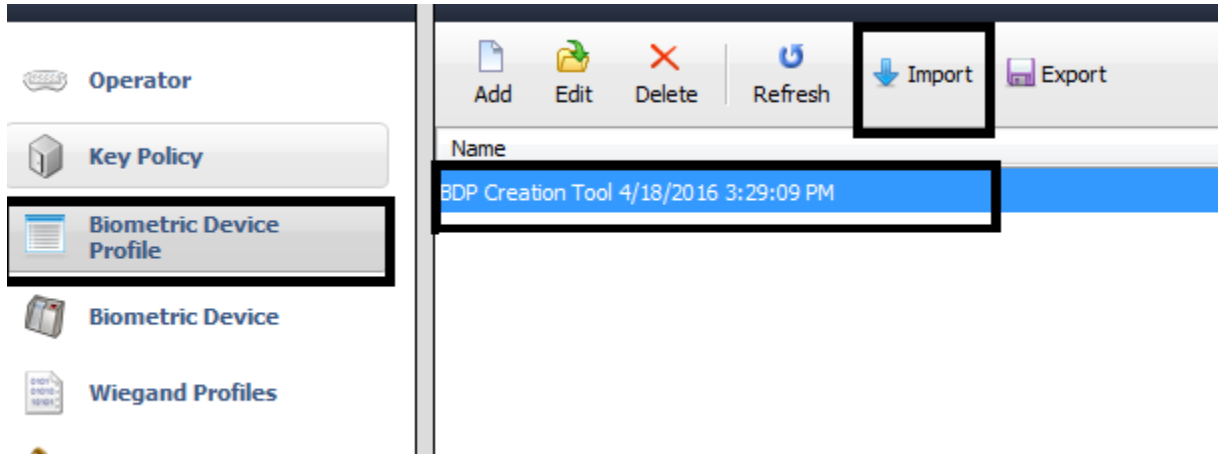 Operator
Key Policy
Biometric Device
Profile
Biometric Device
Wiegand Profiles
Add
Edit
Delete
Refresh
Import
Export
Name
BDP Creation Tool 4/18/2016 3:29:09 PM